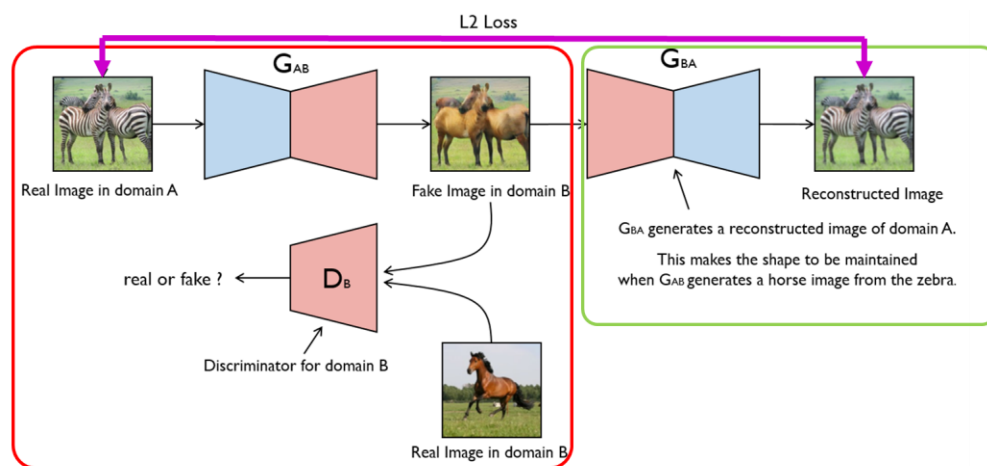 L2 Loss
GAB
GBA
Real Image in domain A
Fake Image in domain B
Reconstructed Image
GBA generates a reconstructed image of domain A.
This makes the shape to be maintained
when GAB generates a horse image from the zebra.
real or fake ?
DB
Discriminator for domain B
Real Image in domain B